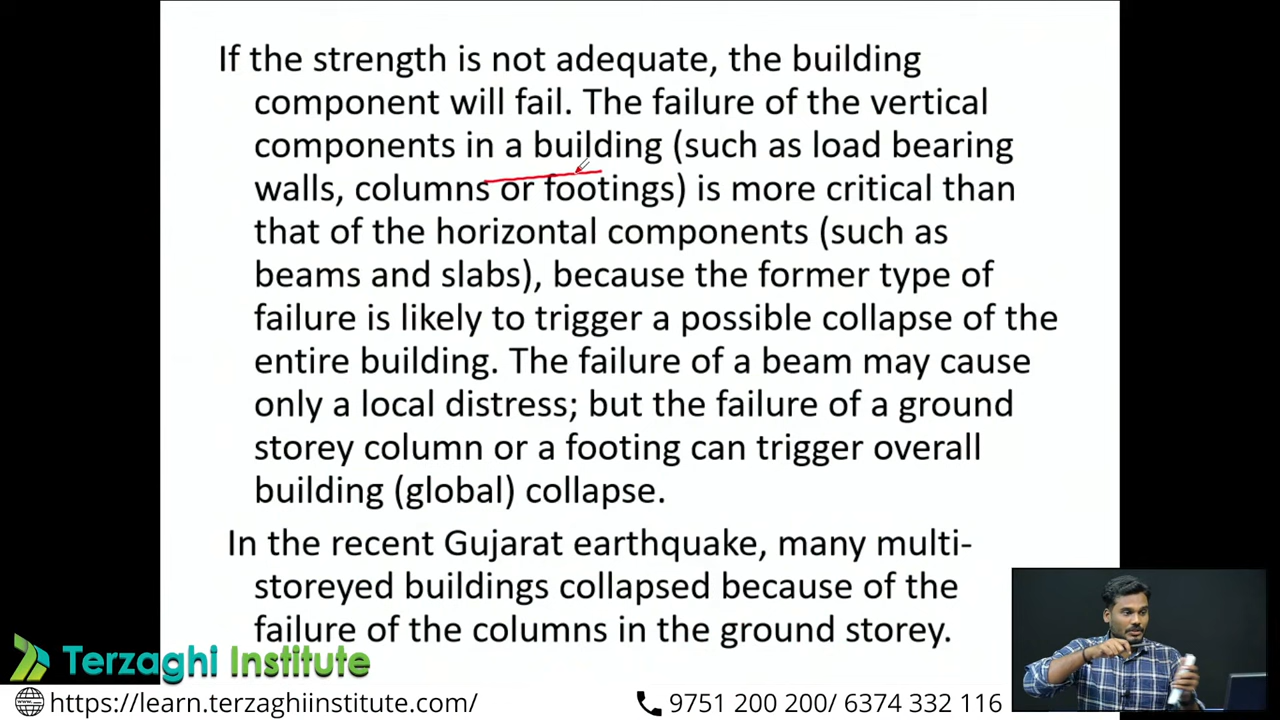 If the strength is not adequate, the building
component will fail. The failure of the vertical
components in a building (such as load bearing
walls, columns or footings) is more critical than
that of the horizontal components (such as
beams and slabs), because the former type of
failure is likely to trigger a possible collapse of the
entire building. The failure of a beam may cause
only a local distress; but the failure of a ground
storey column or a footing can trigger overall
building (global) collapse.
In the recent Gujarat earthquake, many multi-
storeyed buildings collapsed because of the
failure of the columns in the ground storey.
Terzaghi Institute
https://learn.terzaghiinstitute.com/
9751 200 200/ 6374 332 116